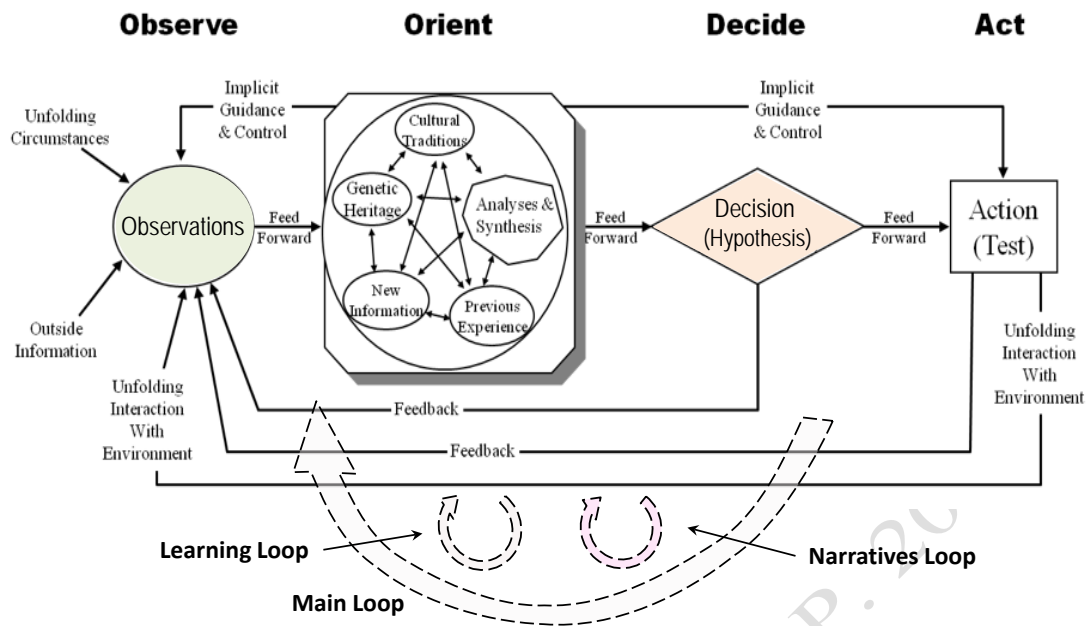 Observe
Orient
Decide
Act
Implicit
Guidance
& Control
Implicit
Guidance
& Control
Unfolding
Circumstances
Cultural
Traditions
Genetic
Heritage
Analyses &
Synthesis
Observations
Feed
Forward
Feed
Forward
Decision
(Hypothesis)
Feed
Forward
Action
(Test)
New
Information
Previous
Experience
Outside
Information
Unfolding
Interaction
With
Environment
Unfolding
Interaction
With
Environment
Feedback
Feedback
Learning Loop
Narratives Loop
Main Loop
P. 20